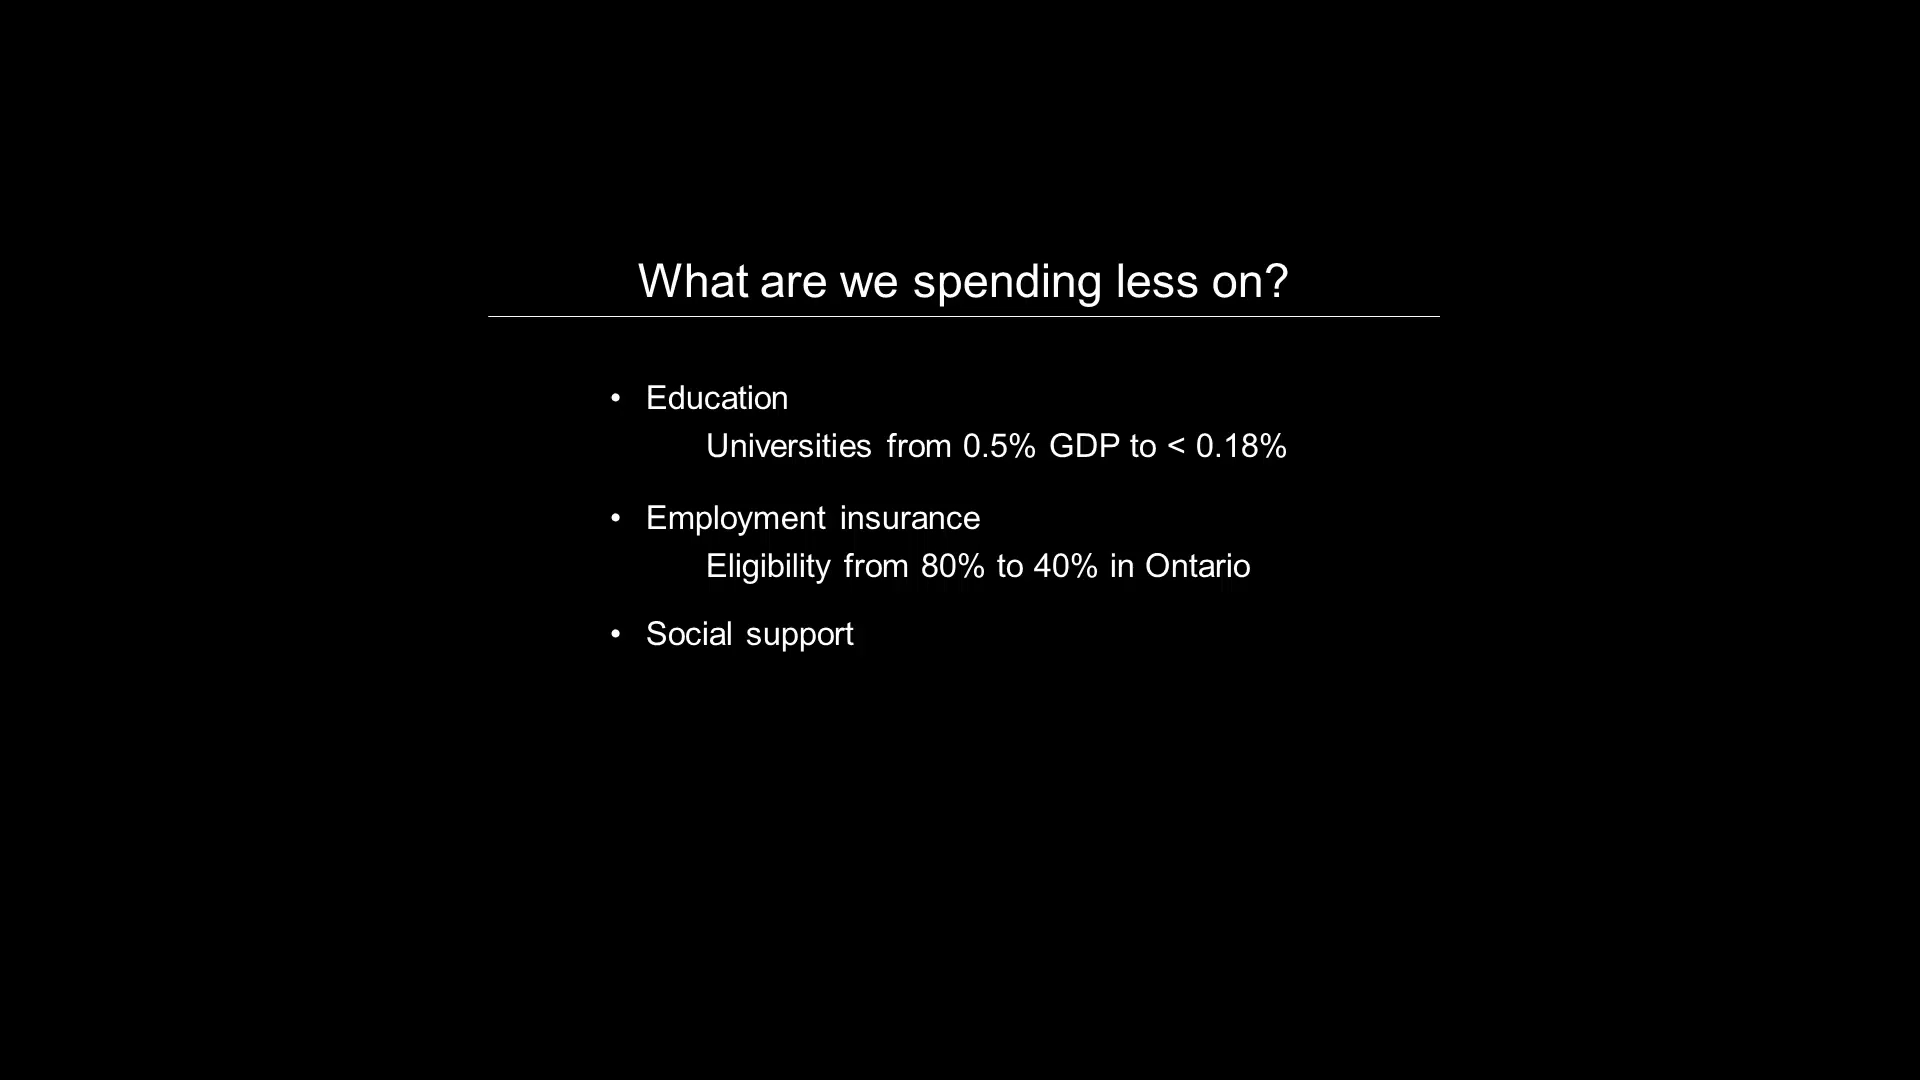 What are we spending less on?
• Education
Universities from 0.5% GDP to < 0.18%
• Employment insurance
Eligibility from 80% to 40% in Ontario
• Social support